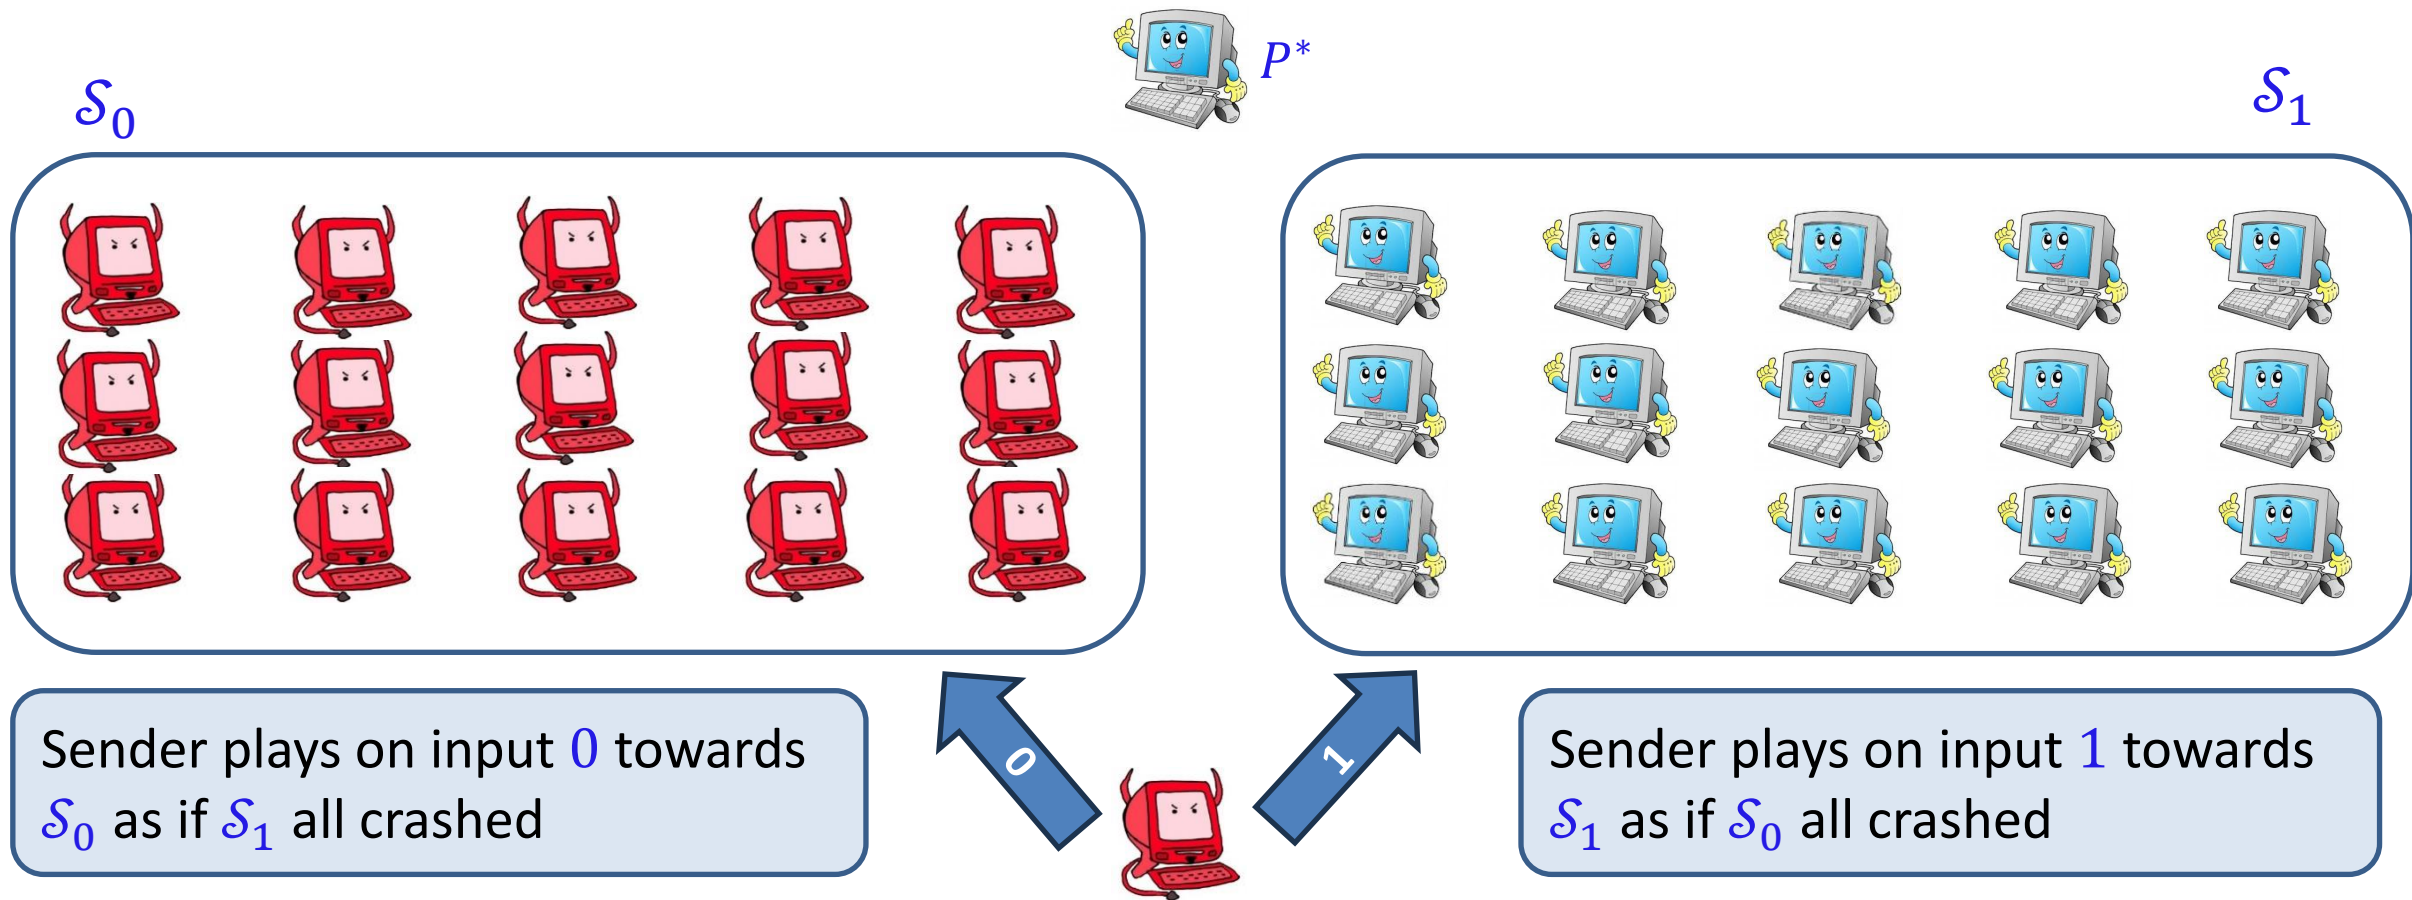 P*
𝒮0
𝒮1
Sender plays on input 0 towards
𝒮0 as if 𝒮1 all crashed
0
1
Sender plays on input 1 towards
𝒮1 as if 𝒮0 all crashed